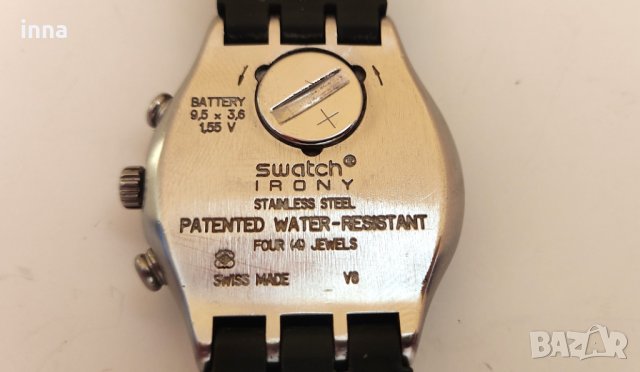 inna
BATTERY
9,5 x 3,6
1.55 V
+
swatch
IRONY
STAINLESS STEEL
PATENTED WATER-RESISTANT
FOUR (4) JEWELS
SWISS MADE V8
BAZAR